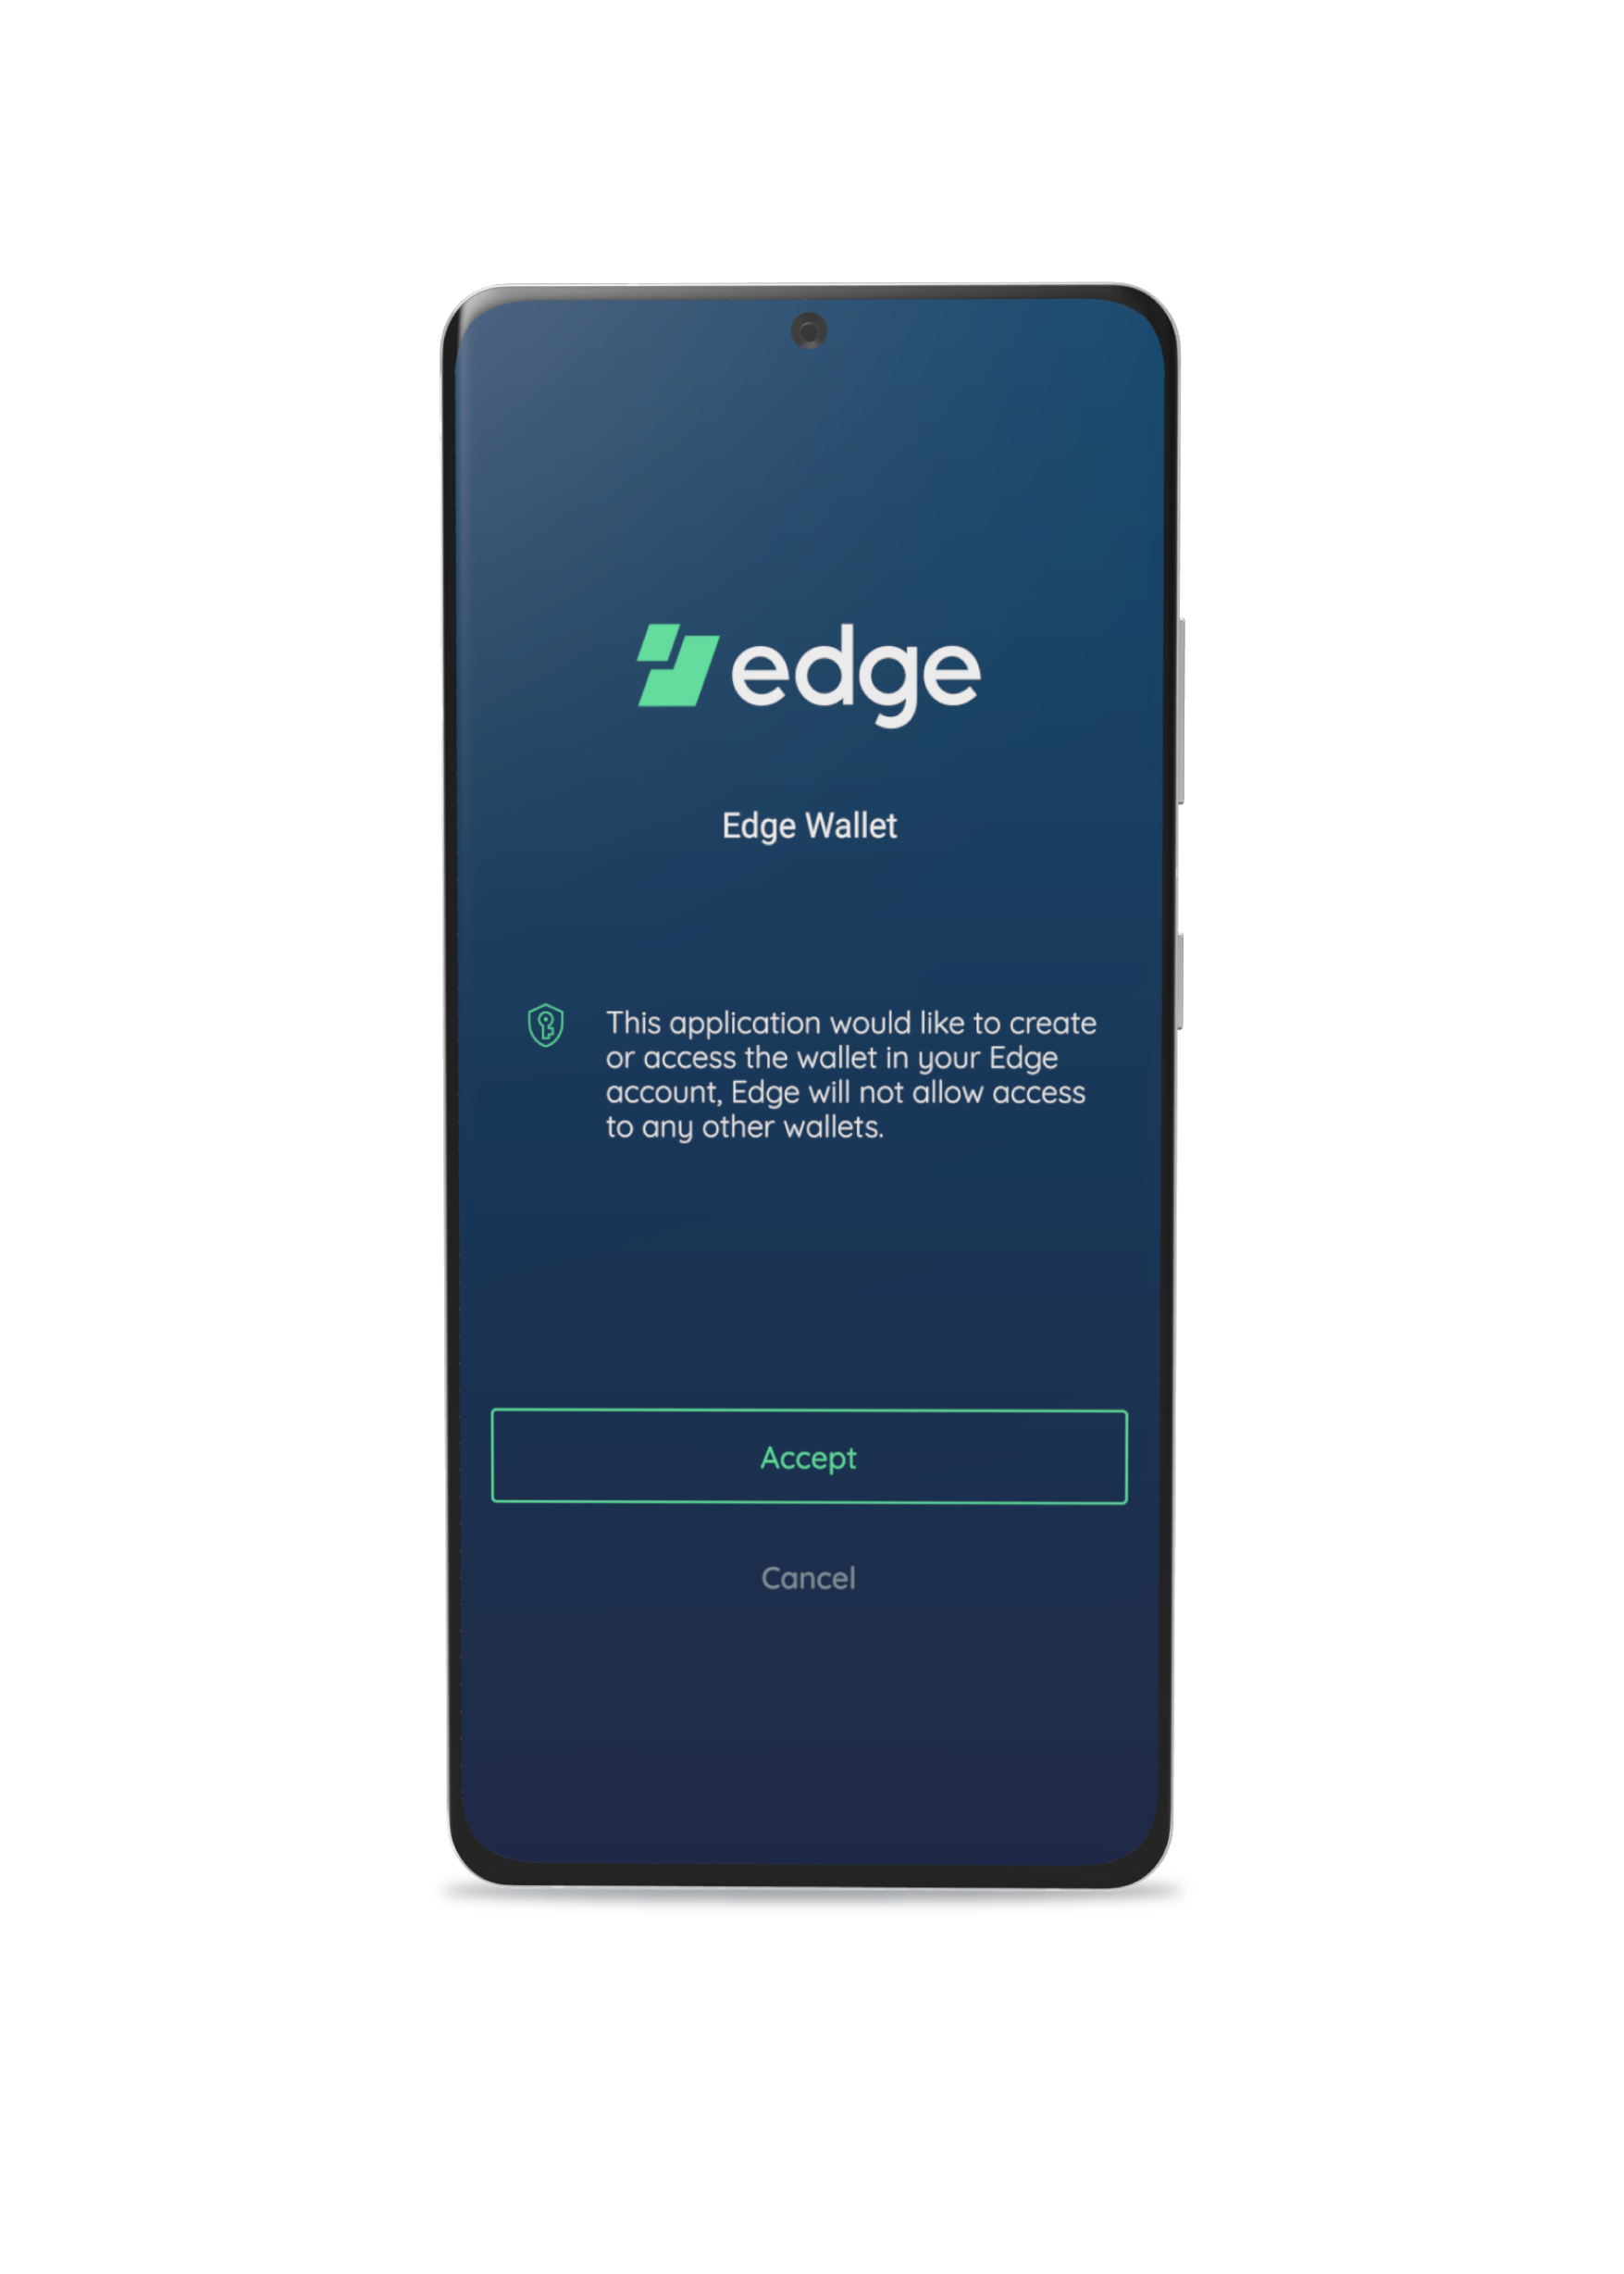 edge
Edge Wallet
This application would like to create
or access the wallet in your Edge
account, Edge will not allow access
to any other wallets.
Accept
Cancel